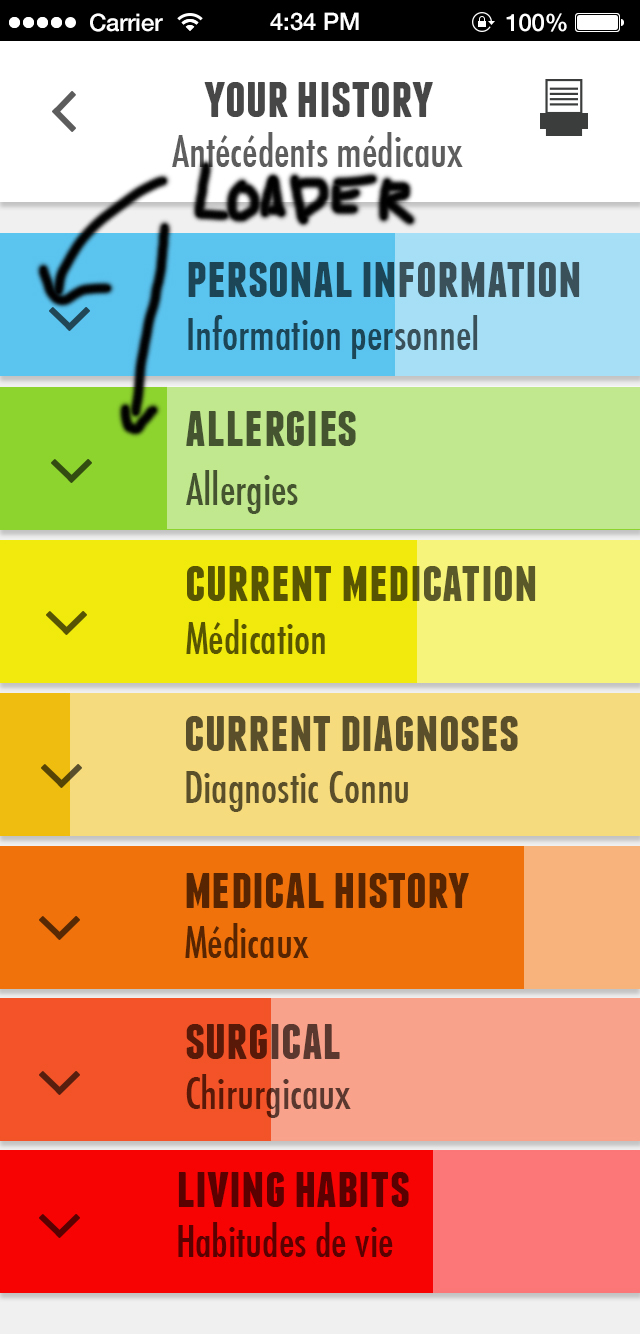 Carrier 4:34 PM 100%
YOUR HISTORY
Antécédents médicaux
LOADER
PERSONAL INFORMATION
Information personnel
ALLERGIES
Allergies
CURRENT MEDICATION
Médication
CURRENT DIAGNOSES
Diagnostic Connu
MEDICAL HISTORY
Médicaux
SURGICAL
Chirurgicaux
LIVING HABITS
Habitudes de vie